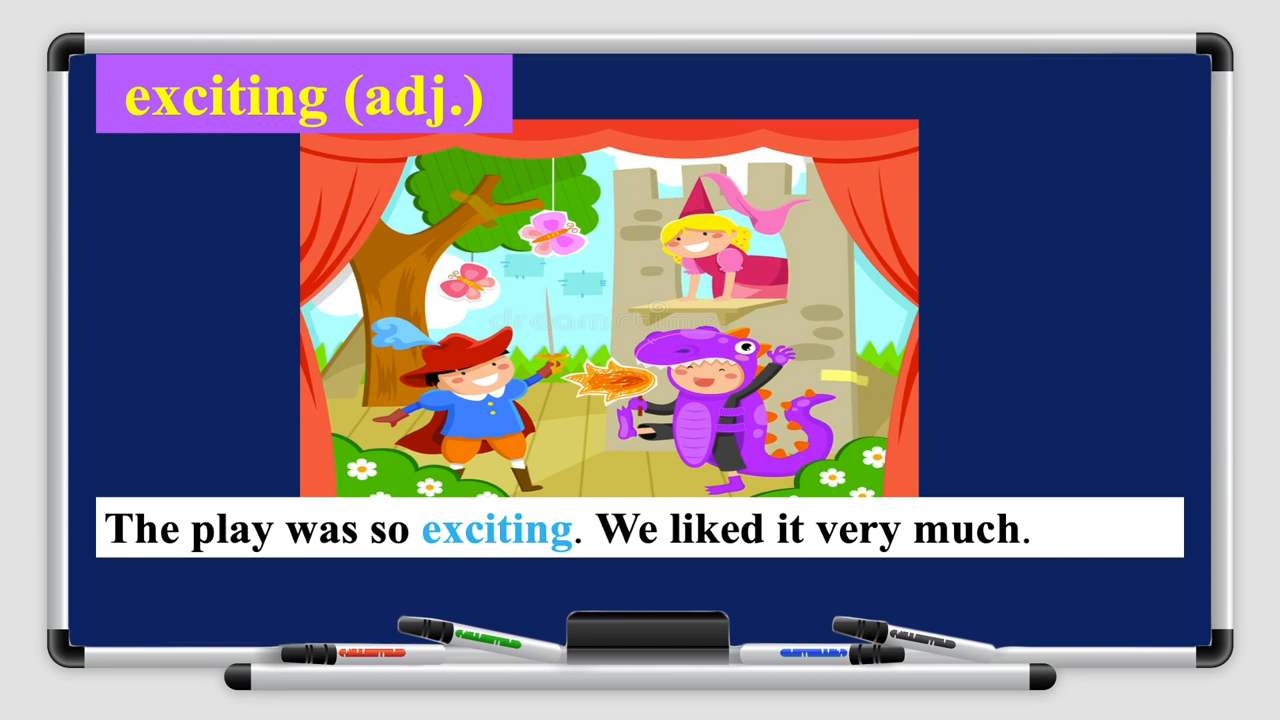 exciting (adj.)
The play was so exciting. We liked it very much.